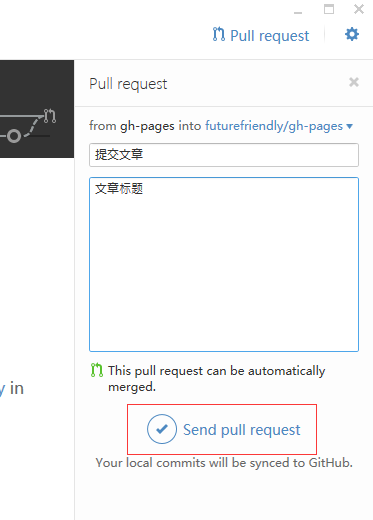 Pull request
Pull request
from gh-pages into futurefriendly/gh-pages
提交文章
文章标题
This pull request can be automatically
merged.
y in
Send pull request
Your local commits will be synced to GitHub.